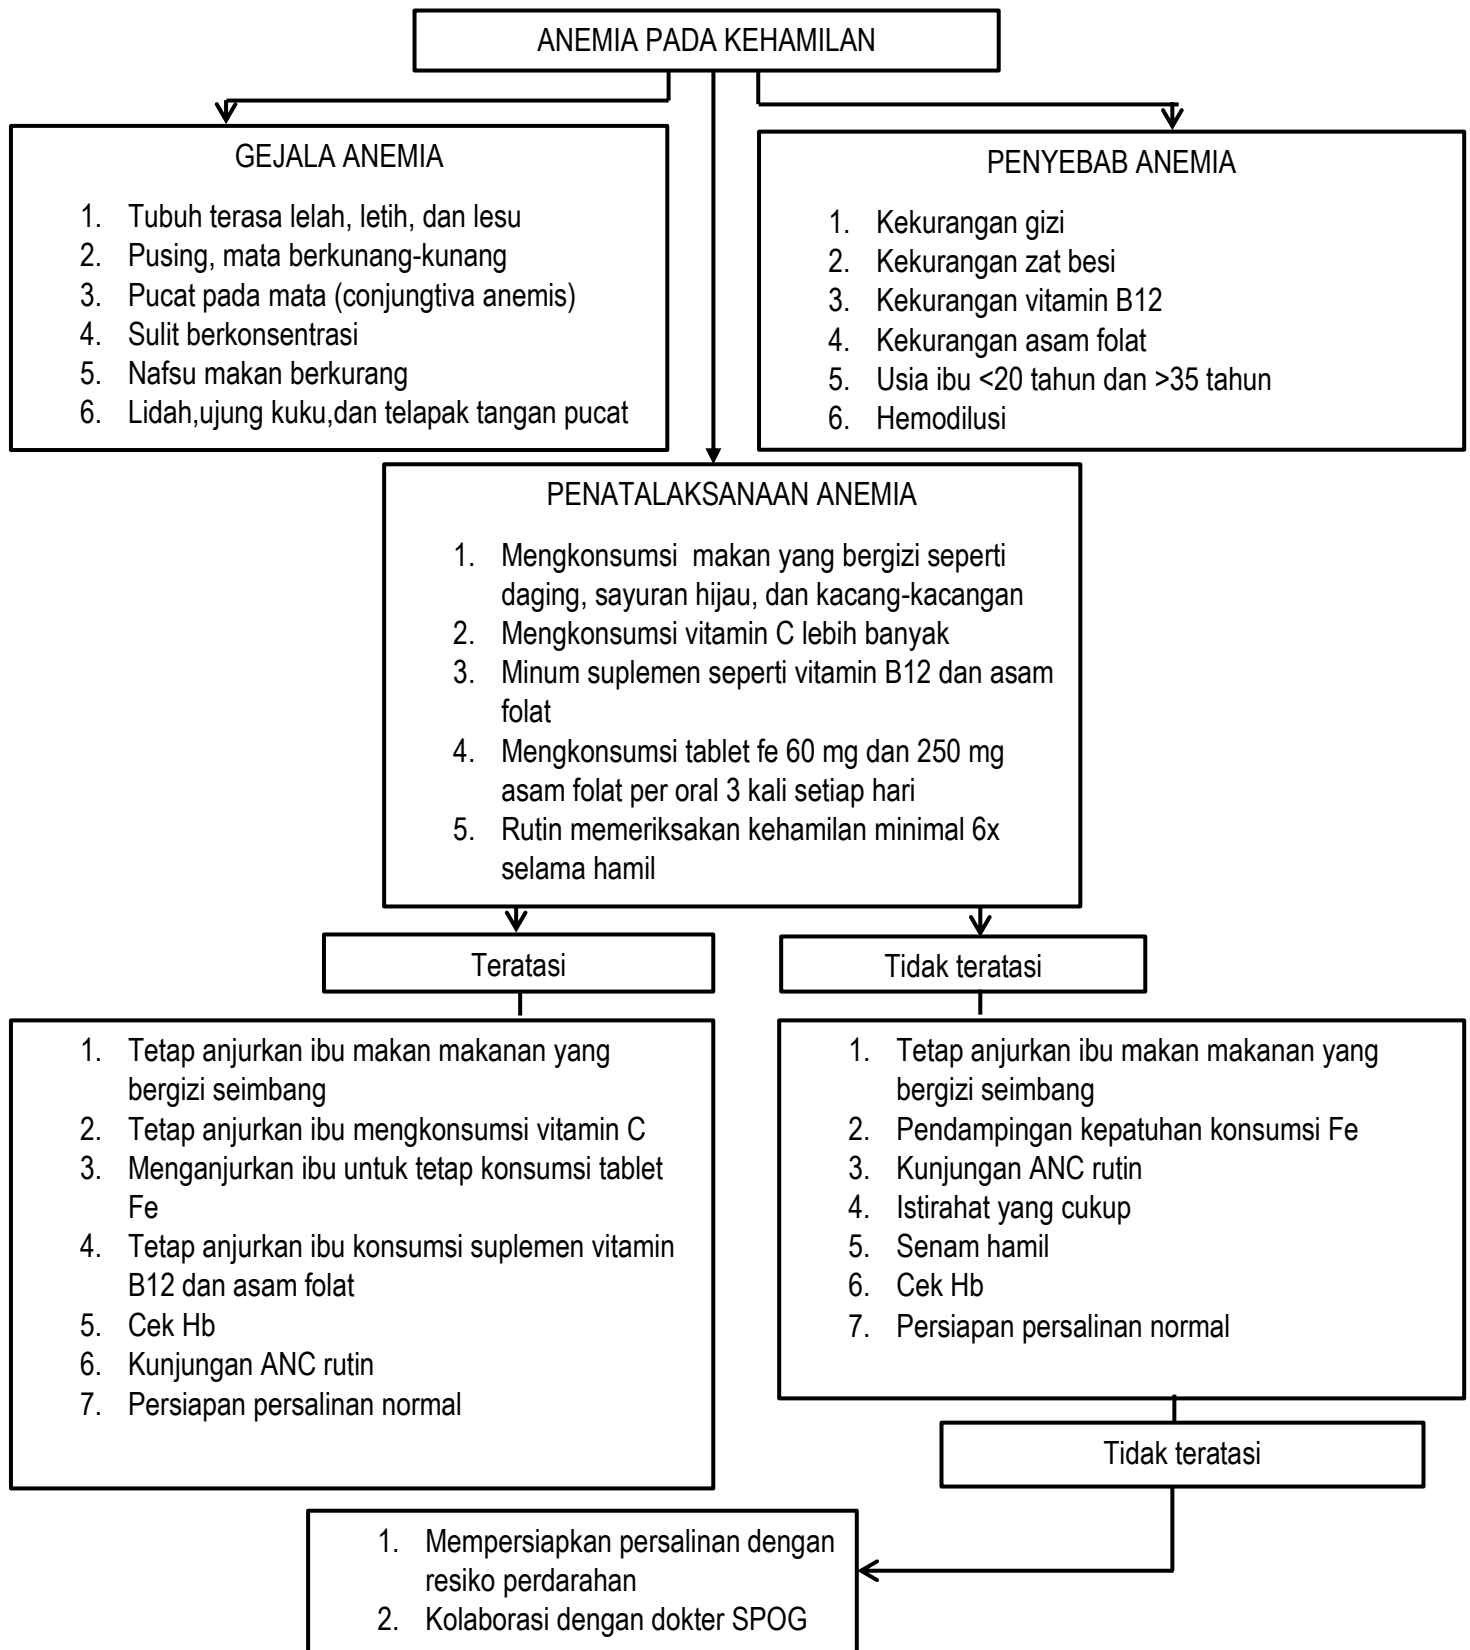 ANEMIA PADA KEHAMILAN
GEJALA ANEMIA
1. Tubuh terasa lelah, letih, dan lesu
2. Pusing, mata berkunang-kunang
3. Pucat pada mata (conjungtiva anemis)
4. Sulit berkonsentrasi
5. Nafsu makan berkurang
6. Lidah,ujung kuku,dan telapak tangan pucat
PENYEBAB ANEMIA
1. Kekurangan gizi
2. Kekurangan zat besi
3. Kekurangan vitamin B12
4. Kekurangan asam folat
5. Usia ibu <20 tahun dan >35 tahun
6. Hemodilusi
PENATALAKSANAAN ANEMIA
1. Mengkonsumsi makan yang bergizi seperti
daging, sayuran hijau, dan kacang-kacangan
2. Mengkonsumsi vitamin C lebih banyak
3. Minum suplemen seperti vitamin B12 dan asam
folat
4. Mengkonsumsi tablet fe 60 mg dan 250 mg
asam folat per oral 3 kali setiap hari
5. Rutin memeriksakan kehamilan minimal 6x
selama hamil
Teratasi
Tidak teratasi
1. Tetap anjurkan ibu makan makanan yang
bergizi seimbang
2. Tetap anjurkan ibu mengkonsumsi vitamin C
3. Menganjurkan ibu untuk tetap konsumsi tablet
Fe
4. Tetap anjurkan ibu konsumsi suplemen vitamin
B12 dan asam folat
5. Cek Hb
6. Kunjungan ANC rutin
7. Persiapan persalinan normal
1. Tetap anjurkan ibu makan makanan yang
bergizi seimbang
2. Pendampingan kepatuhan konsumsi Fe
3. Kunjungan ANC rutin
4. Istirahat yang cukup
5. Senam hamil
6. Cek Hb
7. Persiapan persalinan normal
Tidak teratasi
1. Mempersiapkan persalinan dengan
resiko perdarahan
2. Kolaborasi dengan dokter SPOG